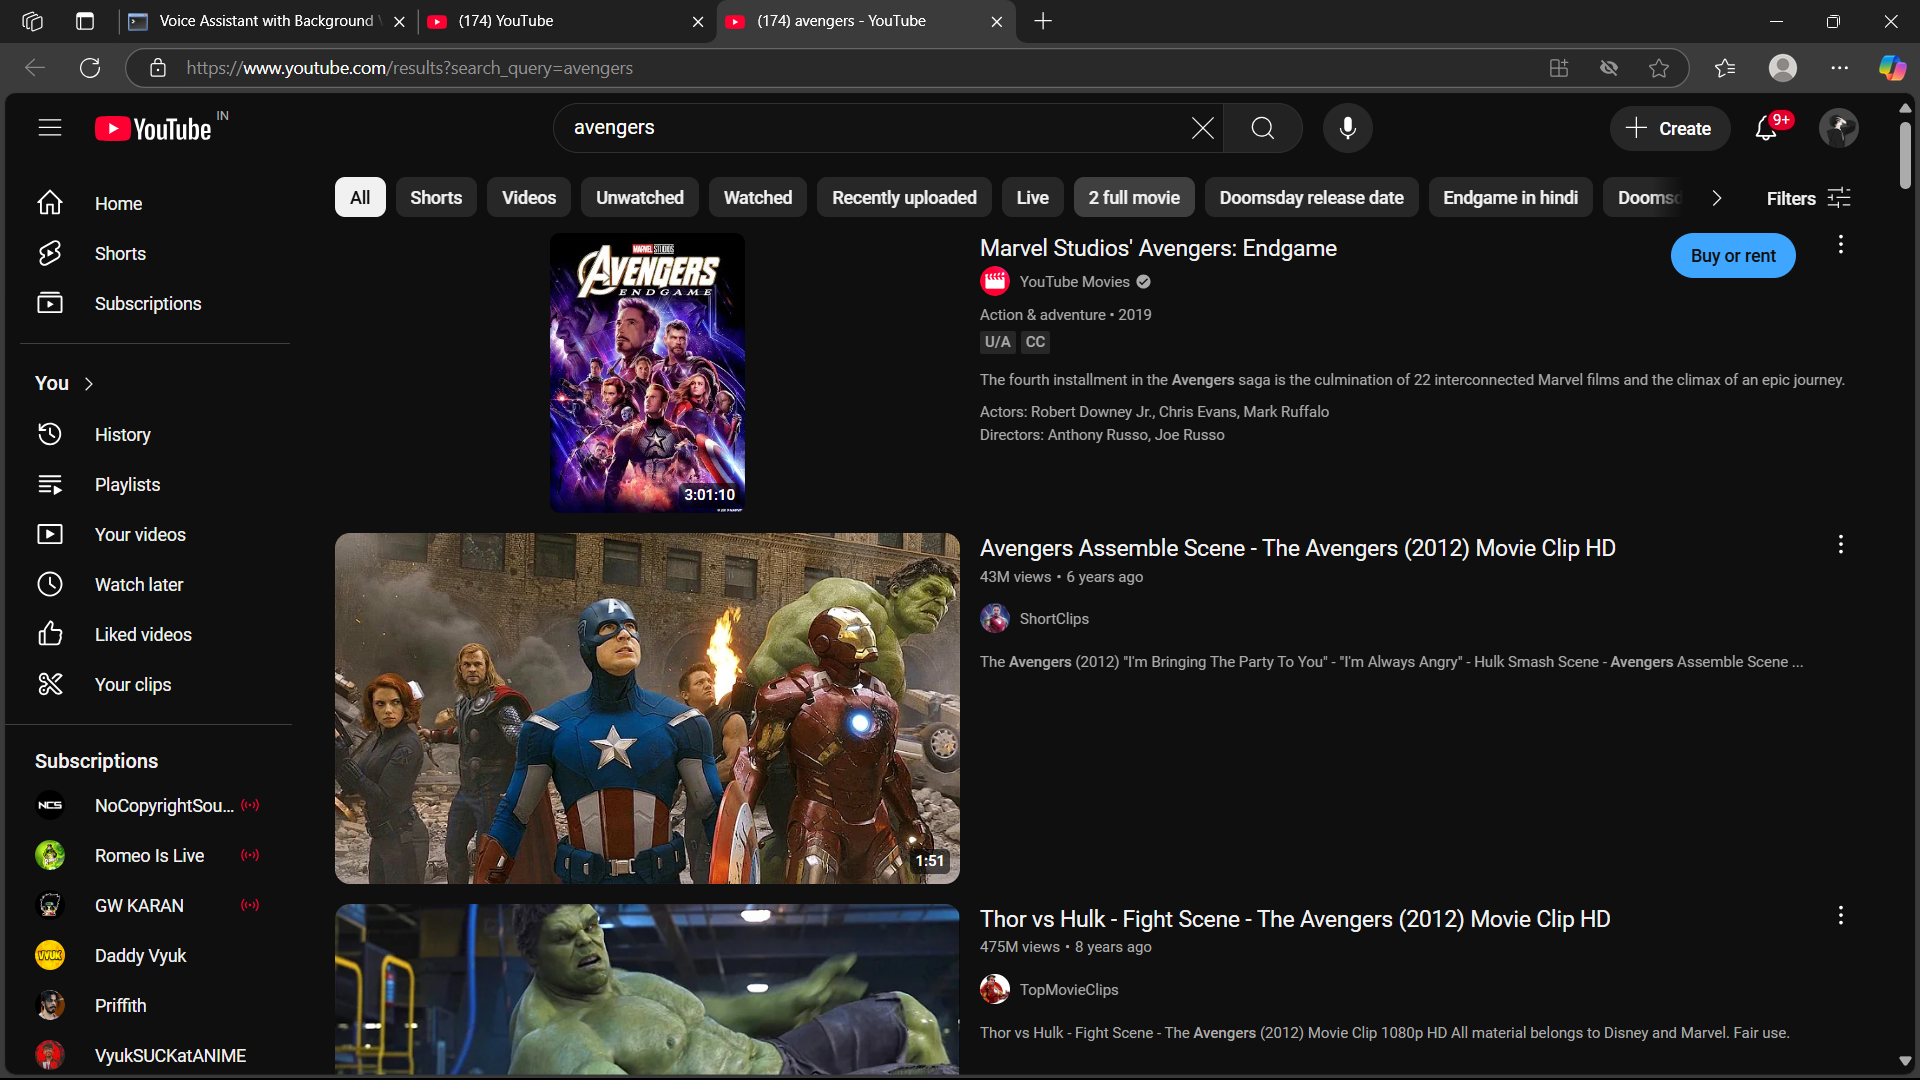 Voice Assistant with Background
(174) YouTube
(174) avengers - YouTube
https://www.youtube.com/results?search_query=avengers
YouTube IN
avengers
Create
9+
Home
Shorts
Subscriptions
You
History
Playlists
Your videos
Watch later
Liked videos
Your clips
Subscriptions
NCS
NoCopyrightSou...
Romeo Is Live
GW KARAN
VYUK
Daddy Vyuk
Priffith
VyukSUCKatANIME
All
Shorts
Videos
Unwatched
Watched
Recently uploaded
Live
2 full movie
Doomsday release date
Endgame in hindi
Doomsd
Filters
MARVEL STUDIOS
AVENGERS
ENDGAME
3:01:10
Marvel Studios' Avengers: Endgame
Buy or rent
YouTube Movies
Action & adventure • 2019
U/A CC
The fourth installment in the Avengers saga is the culmination of 22 interconnected Marvel films and the climax of an epic journey.
Actors: Robert Downey Jr., Chris Evans, Mark Ruffalo
Directors: Anthony Russo, Joe Russo
A
1:51
Avengers Assemble Scene - The Avengers (2012) Movie Clip HD
43M views • 6 years ago
ShortClips
The Avengers (2012) "I'm Bringing The Party To You" - "I'm Always Angry" - Hulk Smash Scene - Avengers Assemble Scene ...
Thor vs Hulk - Fight Scene - The Avengers (2012) Movie Clip HD
475M views • 8 years ago
TopMovieClips
Thor vs Hulk - Fight Scene - The Avengers (2012) Movie Clip 1080p HD All material belongs to Disney and Marvel. Fair use.